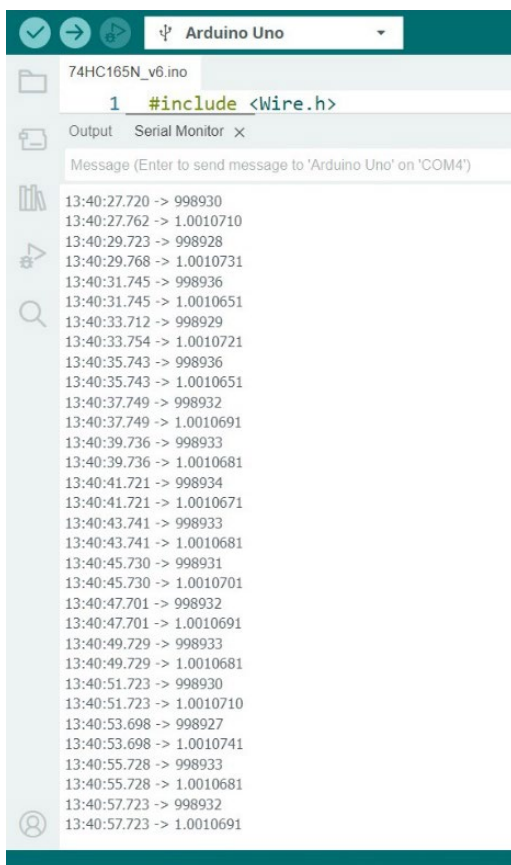 Arduino Uno
74HC165N_v6.ino
1 #include <Wire.h>
Output Serial Monitor ×
Message (Enter to send message to 'Arduino Uno' on 'COM4')
13:40:27.720 -> 998930
13:40:27.762 -> 1.0010710
13:40:29.723 -> 998928
13:40:29.768 -> 1.0010731
13:40:31.745 -> 998936
13:40:31.745 -> 1.0010651
13:40:33.712 -> 998929
13:40:33.754 -> 1.0010721
13:40:35.743 -> 998936
13:40:35.743 -> 1.0010651
13:40:37.749 -> 998932
13:40:37.749 -> 1.0010691
13:40:39.736 -> 998933
13:40:39.736 -> 1.0010681
13:40:41.721 -> 998934
13:40:41.721 -> 1.0010671
13:40:43.741 -> 998933
13:40:43.741 -> 1.0010681
13:40:45.730 -> 998931
13:40:45.730 -> 1.0010701
13:40:47.701 -> 998932
13:40:47.701 -> 1.0010691
13:40:49.729 -> 998933
13:40:49.729 -> 1.0010681
13:40:51.723 -> 998930
13:40:51.723 -> 1.0010710
13:40:53.698 -> 998927
13:40:53.698 -> 1.0010741
13:40:55.728 -> 998933
13:40:55.728 -> 1.0010681
13:40:57.723 -> 998932
13:40:57.723 -> 1.0010691